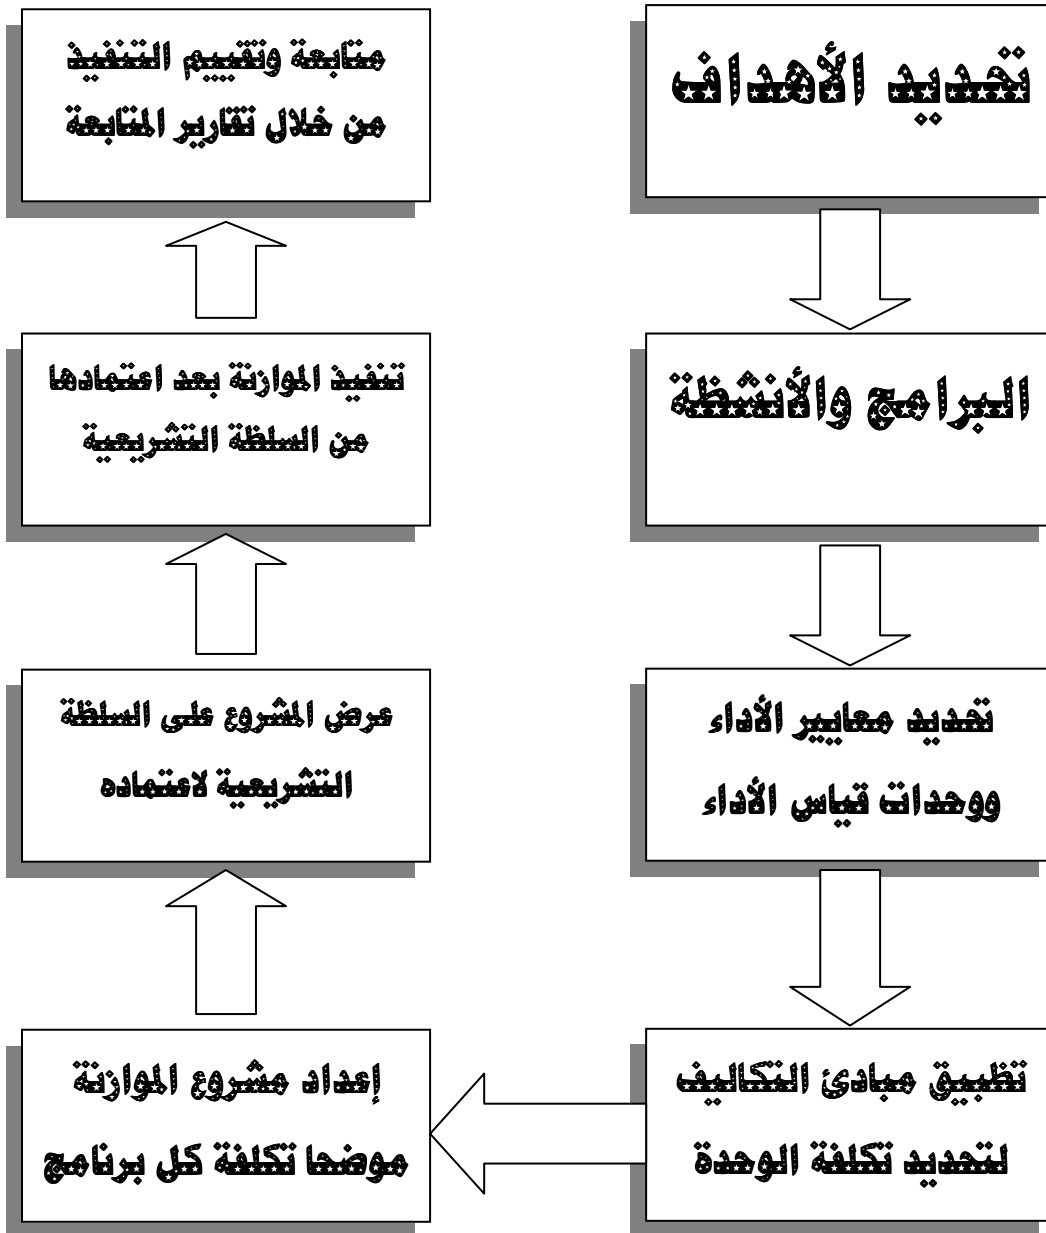 تحديد الأهداف
البرامج والأنشطة
تحديد معايير الأداء
ووحدات قياس الأداء
تطبيق مبادئ التكاليف
لتحديد تكلفة الوحدة
إعداد مشروع الموازنة
موضحا تكلفة كل برنامج
عرض المشروع على السلطة
التشريعية لاعتماده
تنفيذ الموازنة بعد اعتمادها
من السلطة التشريعية
متابعة وتقييم التنفيذ
من خلال تقارير المتابعة